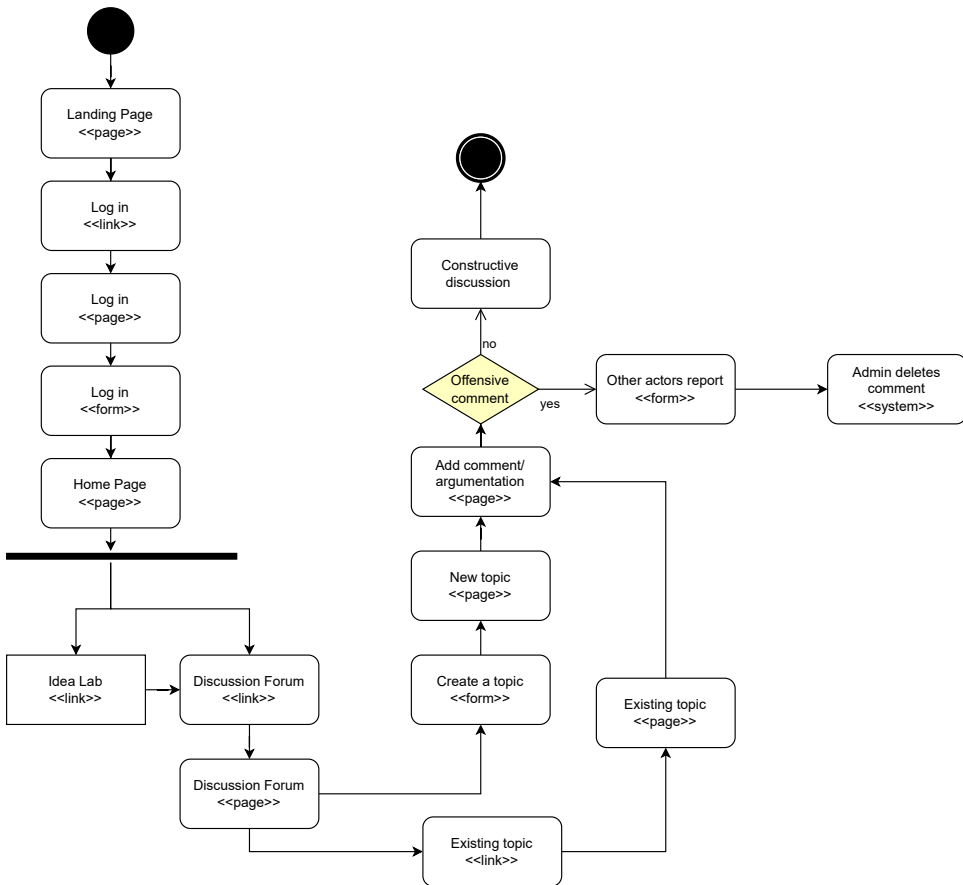 Landing Page
<<page>>
Log in
<<link>>
Log in
<<page>>
Log in
<<form>>
Home Page
<<page>>
Idea Lab
<<link>>
Discussion Forum
<<link>>
Discussion Forum
<<page>>
Existing topic
<<link>>
Existing topic
<<page>>
Create a topic
<<form>>
New topic
<<page>>
Add comment/
argumentation
<<page>>
Offensive
comment
no
yes
Constructive
discussion
Other actors report
<<form>>
Admin deletes
comment
<<system>>